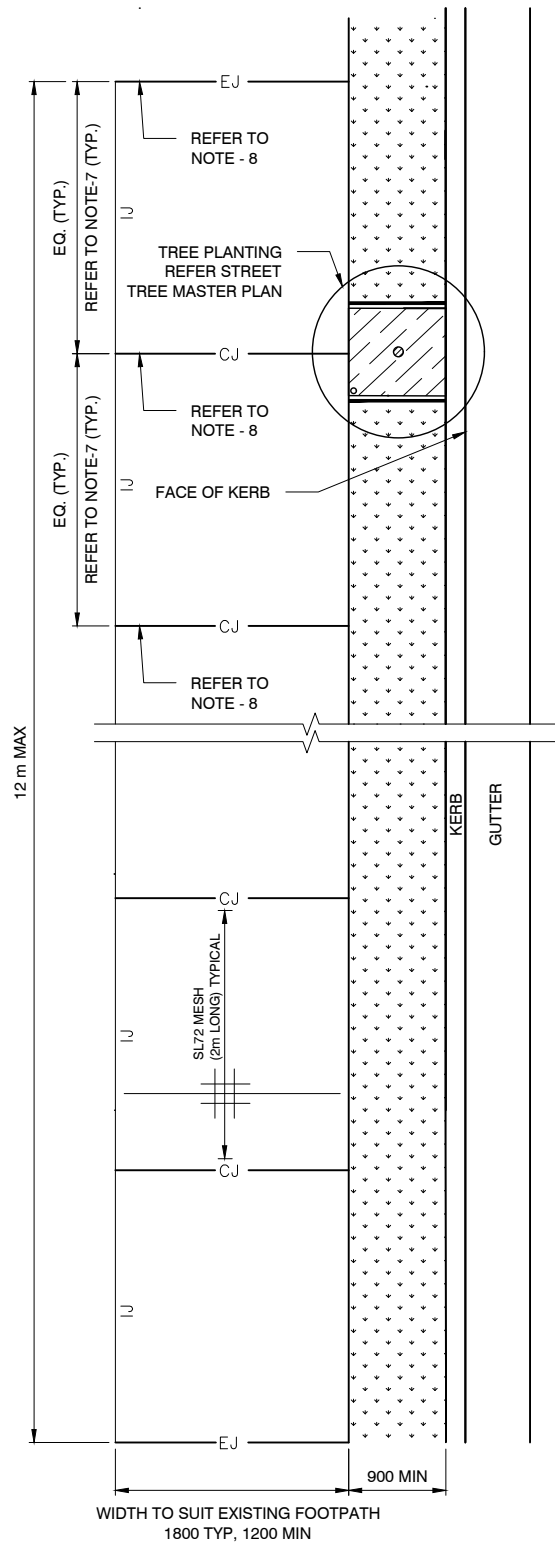 EJ
REFER TO
NOTE - 8
EQ. (TYP.)
REFER TO NOTE-7 (TYP.)
IJ
TREE PLANTING
REFER STREET
TREE MASTER PLAN
CJ
REFER TO
NOTE - 8
EQ. (TYP.)
REFER TO NOTE-7 (TYP.)
IJ
FACE OF KERB
CJ
REFER TO
NOTE - 8
12 m MAX
KERB
GUTTER
CJ
SL72 MESH
(2m LONG) TYPICAL
IJ
CJ
IJ
EJ
900 MIN
WIDTH TO SUIT EXISTING FOOTPATH
1800 TYP, 1200 MIN